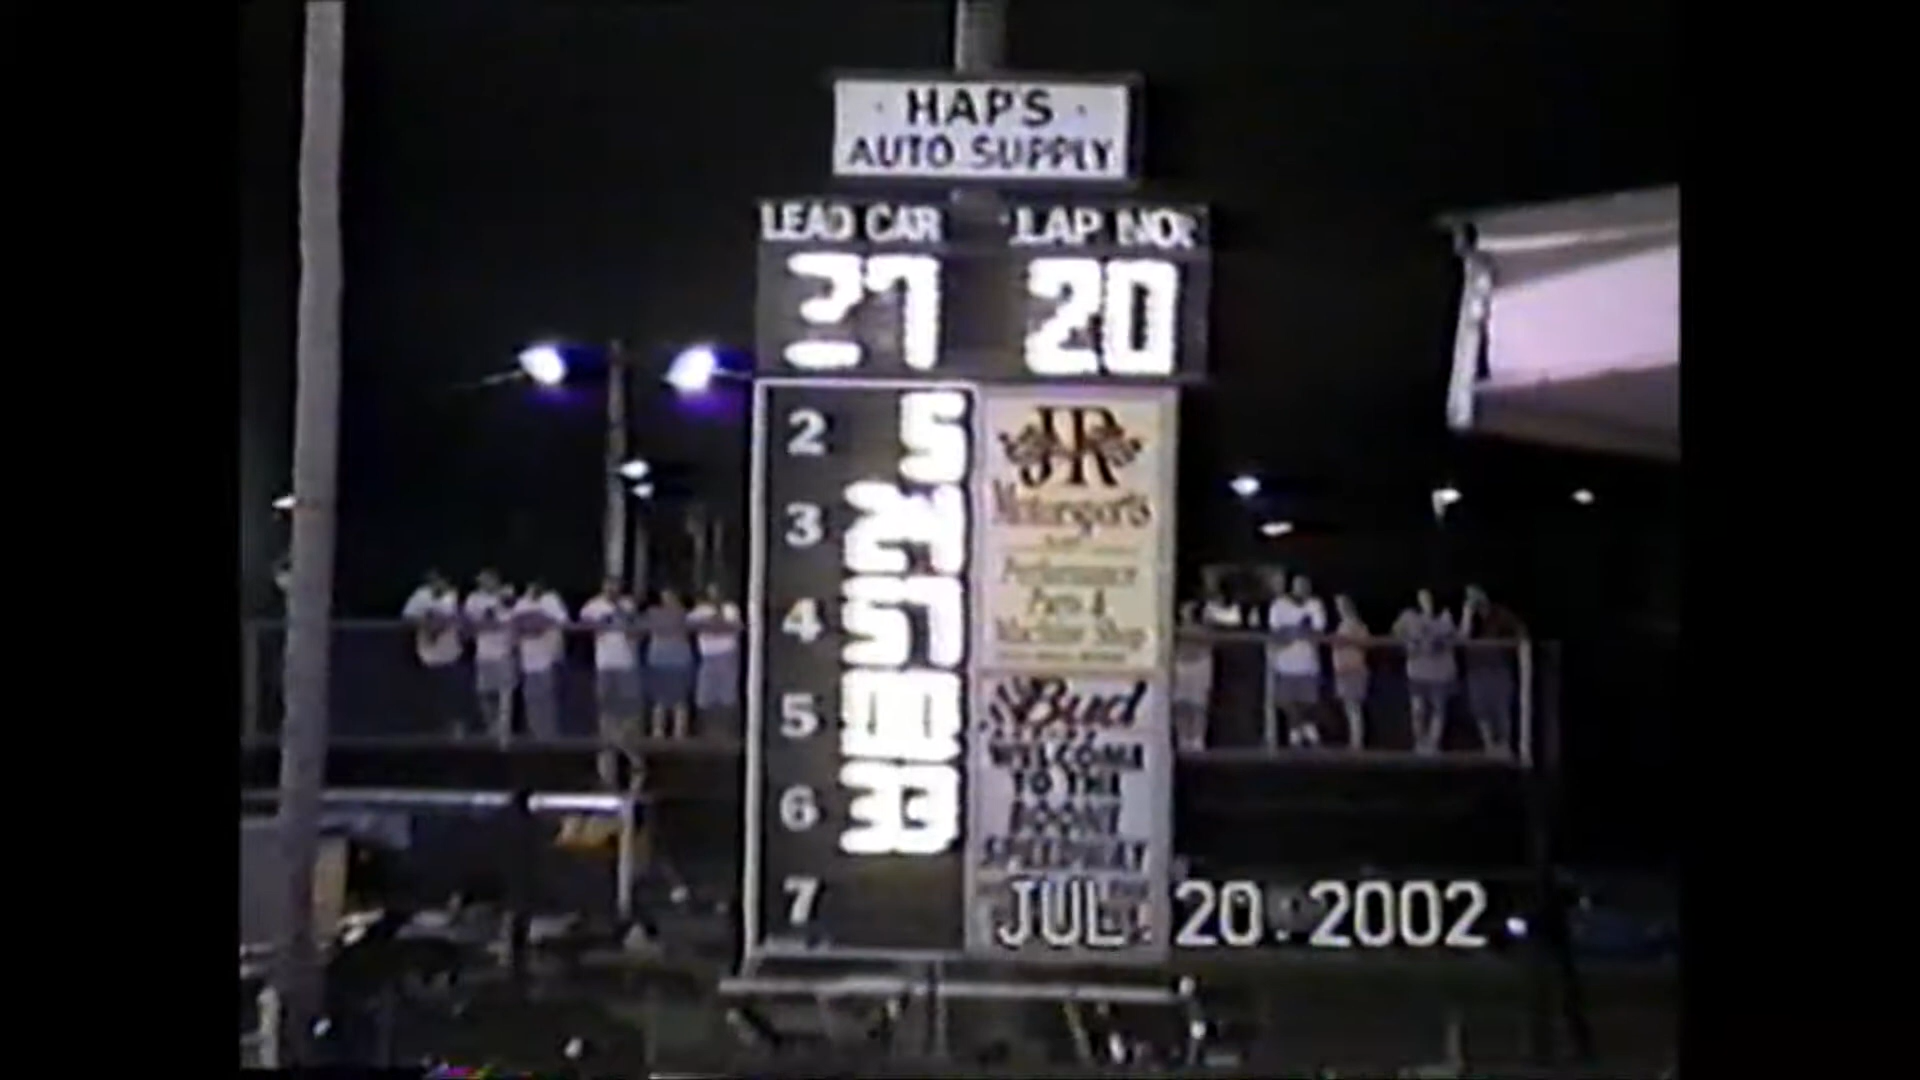 HAP'S
AUTO SUPPLY
LEAD CAR LAP NO.
27 20
2 5
3
4 57
5
6 33
7
JR
Motorsports
Performance
Parts &
Machine Shop
Bud
WELCOME
TO THE
BOONE
SPEEDWAY
JUL. 20. 2002